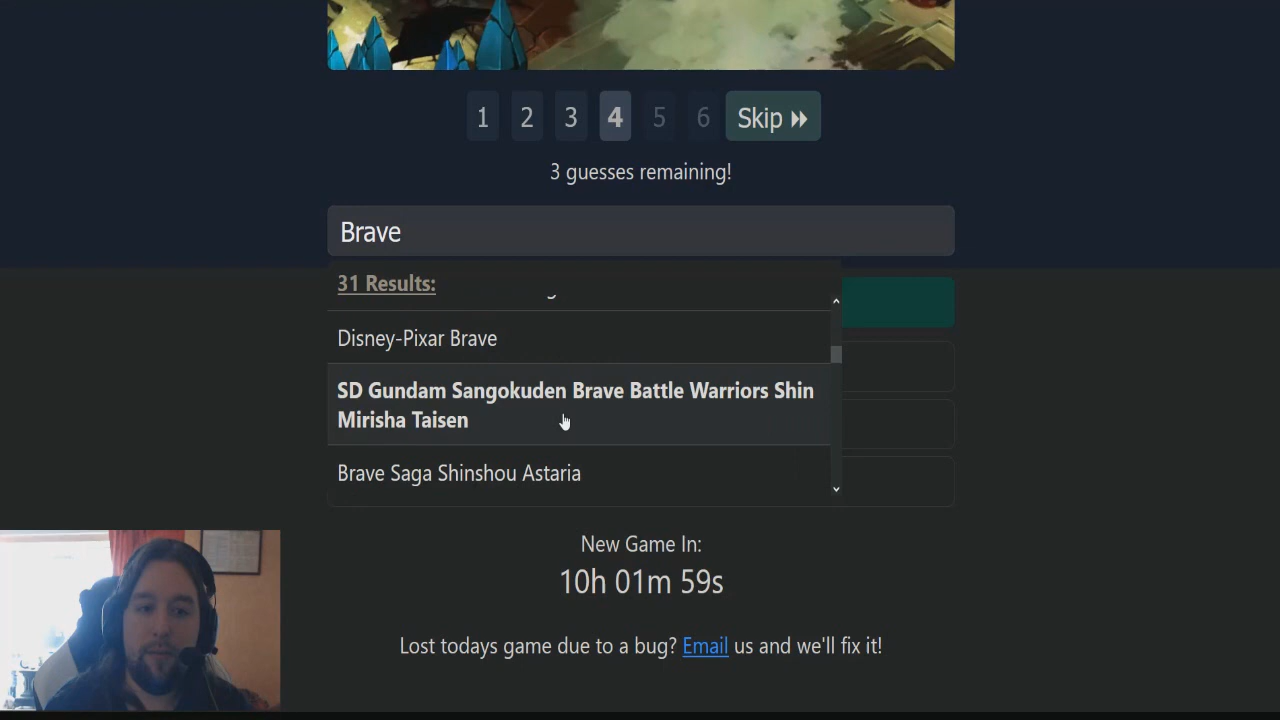 1 2 3 4 5 6 Skip
3 guesses remaining!
Brave
31 Results:
Disney-Pixar Brave
SD Gundam Sangokuden Brave Battle Warriors Shin
Mirisha Taisen
Brave Saga Shinshou Astaria
New Game In:
10h 01m 59s
Lost todays game due to a bug? Email us and we'll fix it!